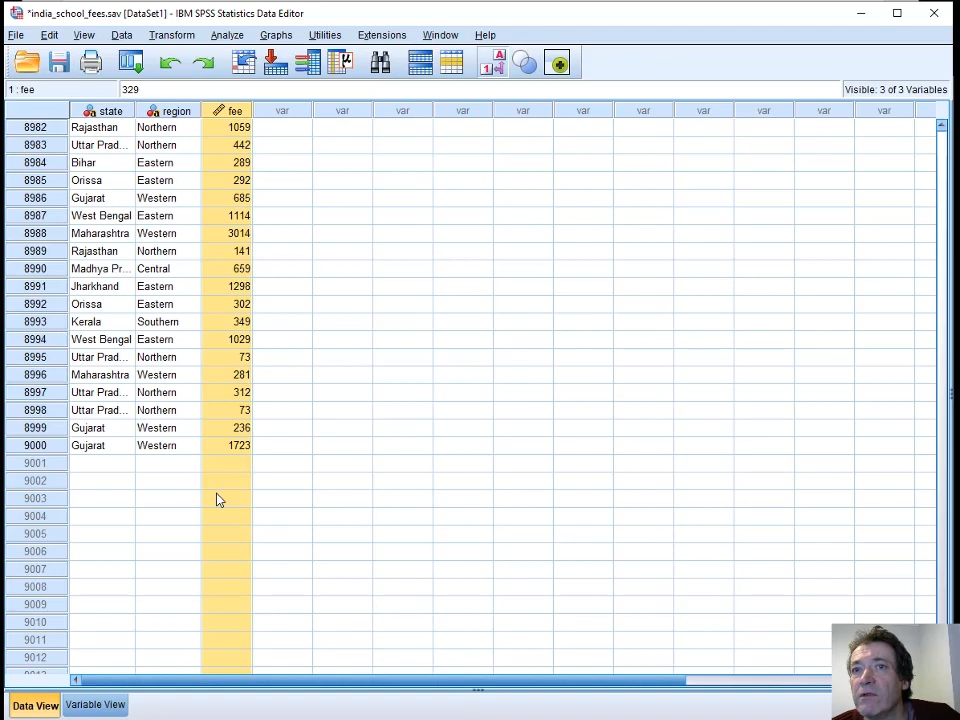 *india_school_fees.sav [DataSet1] - IBM SPSS Statistics Data Editor
File Edit View Data Transform Analyze Graphs Utilities Extensions Window Help
1 : fee 329 Visible: 3 of 3 Variables
state region fee var var var var var var var var var var var
8982 Rajasthan Northern 1059
8983 Uttar Prad... Northern 442
8984 Bihar Eastern 289
8985 Orissa Eastern 292
8986 Gujarat Western 685
8987 West Bengal Eastern 1114
8988 Maharashtra Western 3014
8989 Rajasthan Northern 141
8990 Madhya Pr... Central 659
8991 Jharkhand Eastern 1298
8992 Orissa Eastern 302
8993 Kerala Southern 349
8994 West Bengal Eastern 1029
8995 Uttar Prad... Northern 73
8996 Maharashtra Western 281
8997 Uttar Prad... Northern 312
8998 Uttar Prad... Northern 73
8999 Gujarat Western 236
9000 Gujarat Western 1723
9001
9002
9003
9004
9005
9006
9007
9008
9009
9010
9011
9012
Data View Variable View